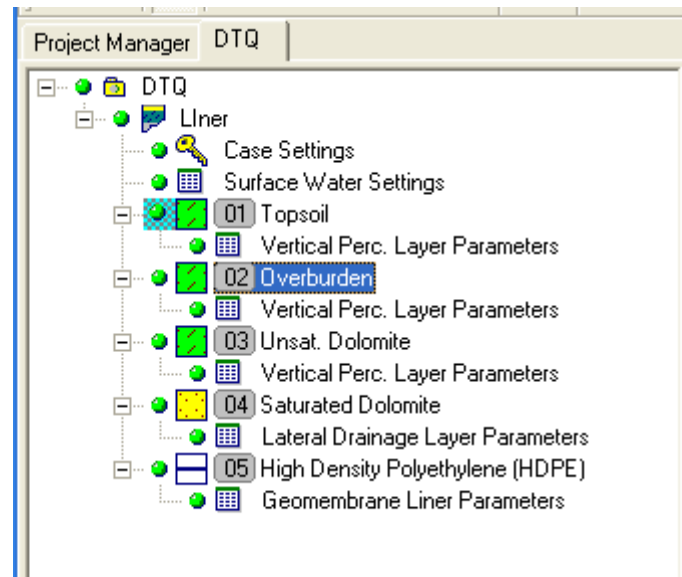 Project Manager DTQ
DTQ
LIner
Case Settings
Surface Water Settings
01 Topsoil
Vertical Perc. Layer Parameters
02 Overburden
Vertical Perc. Layer Parameters
03 Unsat. Dolomite
Vertical Perc. Layer Parameters
04 Saturated Dolomite
Lateral Drainage Layer Parameters
05 High Density Polyethylene (HDPE)
Geomembrane Liner Parameters